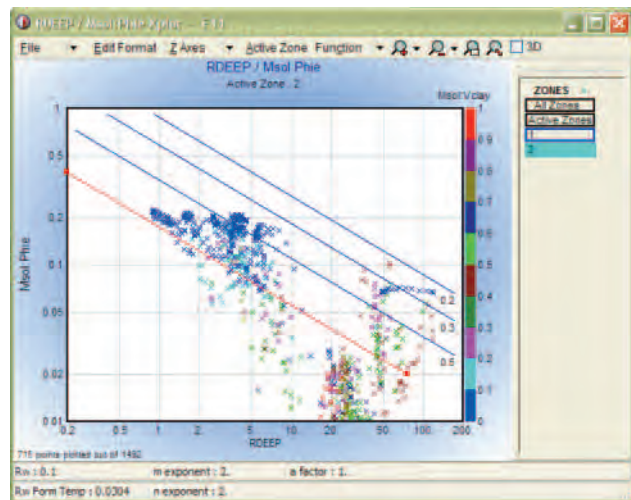 RDEEP / Msol Phie Xplot - E11
File Edit Format Z Axes Active Zone Function 3D
RDEEP / Msol Phie
Active Zone : 2
Msol Vclay
ZONES
All Zones
Active Zones
1
2
1
0.5
0.2
0.1
0.05
0.02
0.01
Msol Phie
0.2
0.3
0.5
1
0.9
0.8
0.7
0.6
0.5
0.4
0.3
0.2
0.1
0
0.2 0.5 1. 2. 5. 10. 20. 50. 100. 200.
RDEEP
715 points plotted out of 1492
Rw : 0.1 m exponent : 2. a factor : 1.
Rw Form Temp : 0.0304 n exponent : 2.